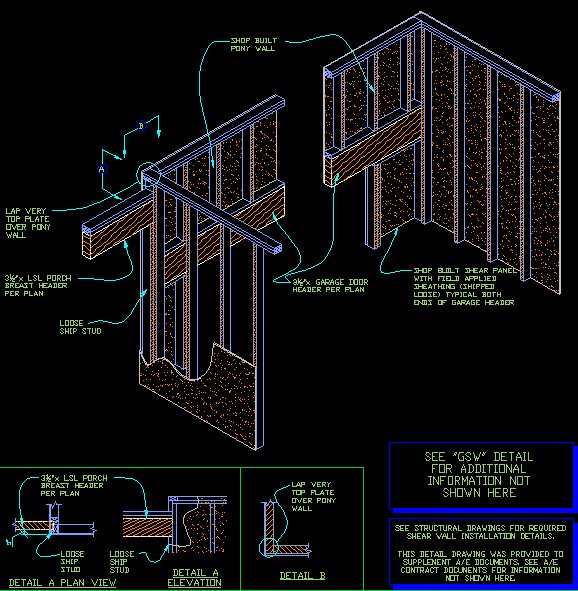 SHOP BUILT
PONY WALL
B
A
LAP VERY
TOP PLATE
OVER PONY
WALL
3½"x LSL PORCH
BREAST HEADER
PER PLAN
LOOSE
SHIP STUD
3½"x GARAGE DOOR
HEADER PER PLAN
SHOP BUILT SHEAR PANEL
WITH FIELD APPLIED
SHEATHING (SHIPPED
LOOSE) TYPICAL BOTH
ENDS OF GARAGE HEADER
SEE "GSW" DETAIL
FOR ADDITIONAL
INFORMATION NOT
SHOWN HERE
3½"x LSL PORCH
BREAST HEADER
PER PLAN
LOOSE
SHIP
STUD
DETAIL A PLAN VIEW
LOOSE
SHIP
STUD
DETAIL A
ELEVATION
LAP VERY
TOP PLATE
OVER PONY
WALL
DETAIL B
SEE STRUCTURAL DRAWINGS FOR REQUIRED
SHEAR WALL INSTALLATION DETAILS.
THIS DETAIL DRAWING WAS PROVIDED TO
SUPPLEMENT A/E DOCUMENTS. SEE A/E
CONTRACT DOCUMENTS FOR INFORMATION
NOT SHOWN HERE